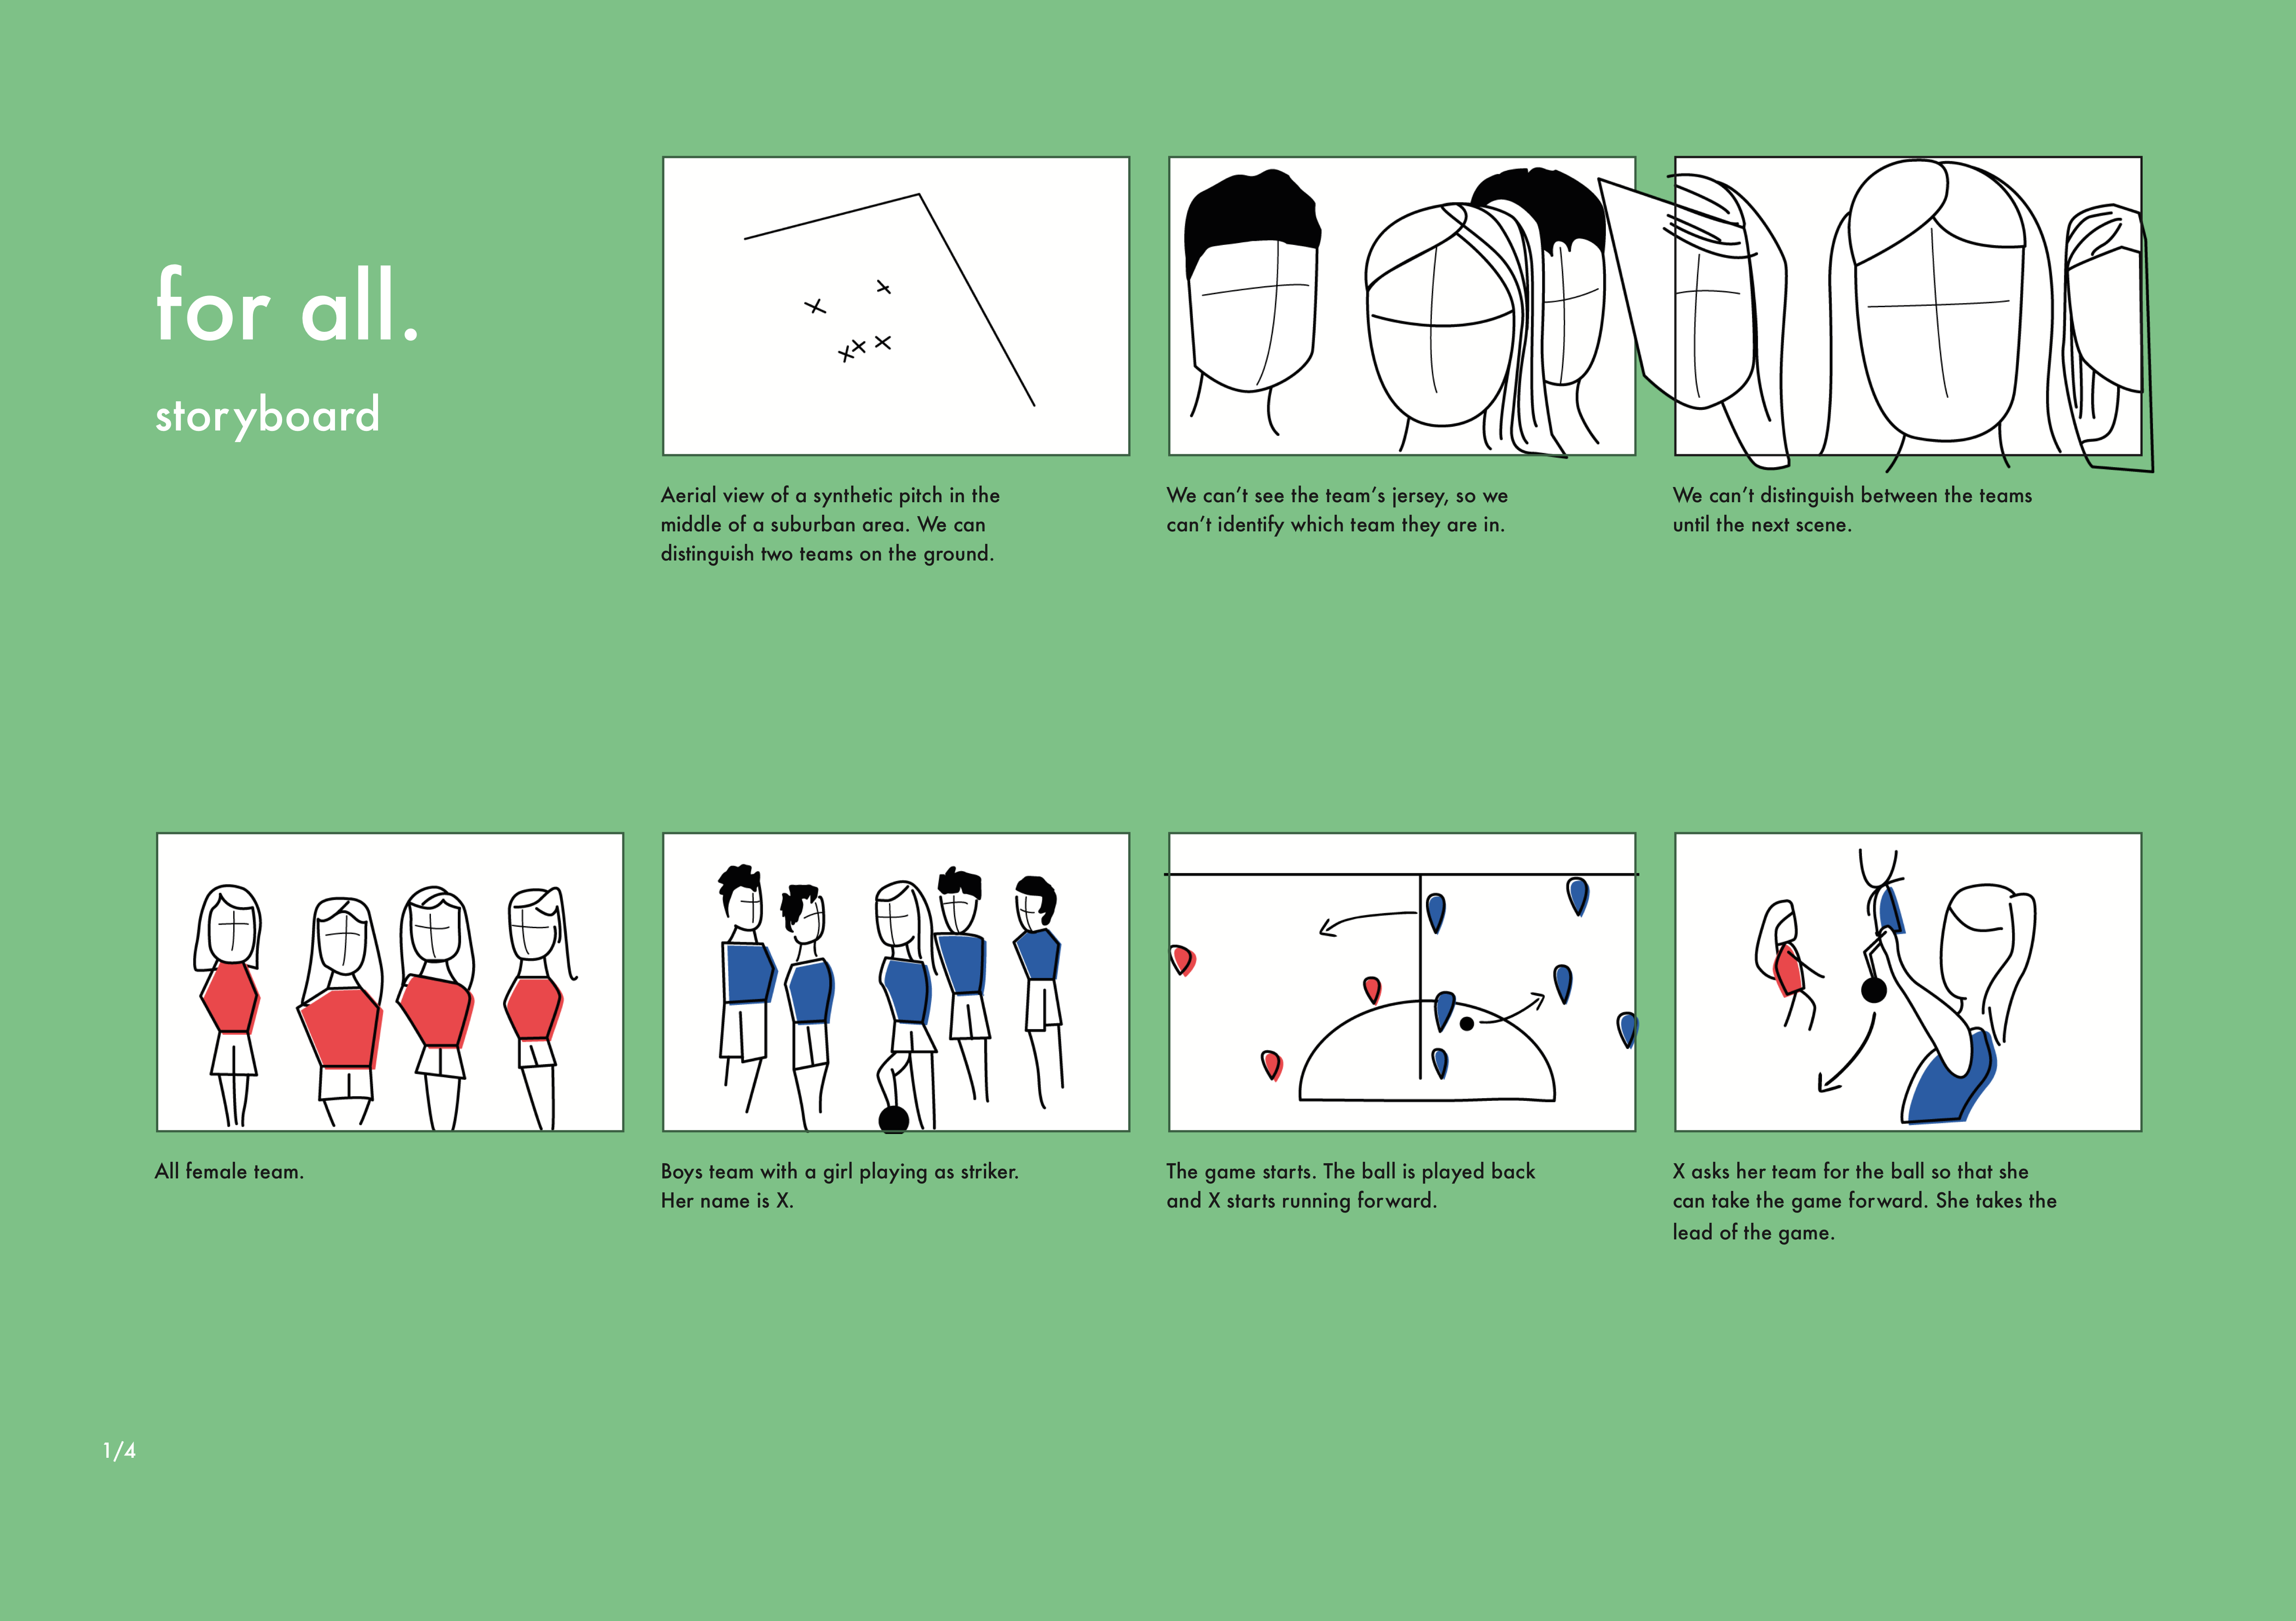 for all.
storyboard
Aerial view of a synthetic pitch in the
middle of a suburban area. We can
distinguish two teams on the ground.
We can’t see the team’s jersey, so we
can’t identify which team they are in.
We can’t distinguish between the teams
until the next scene.
All female team.
Boys team with a girl playing as striker.
Her name is X.
The game starts. The ball is played back
and X starts running forward.
X asks her team for the ball so that she
can take the game forward. She takes the
lead of the game.
1/4